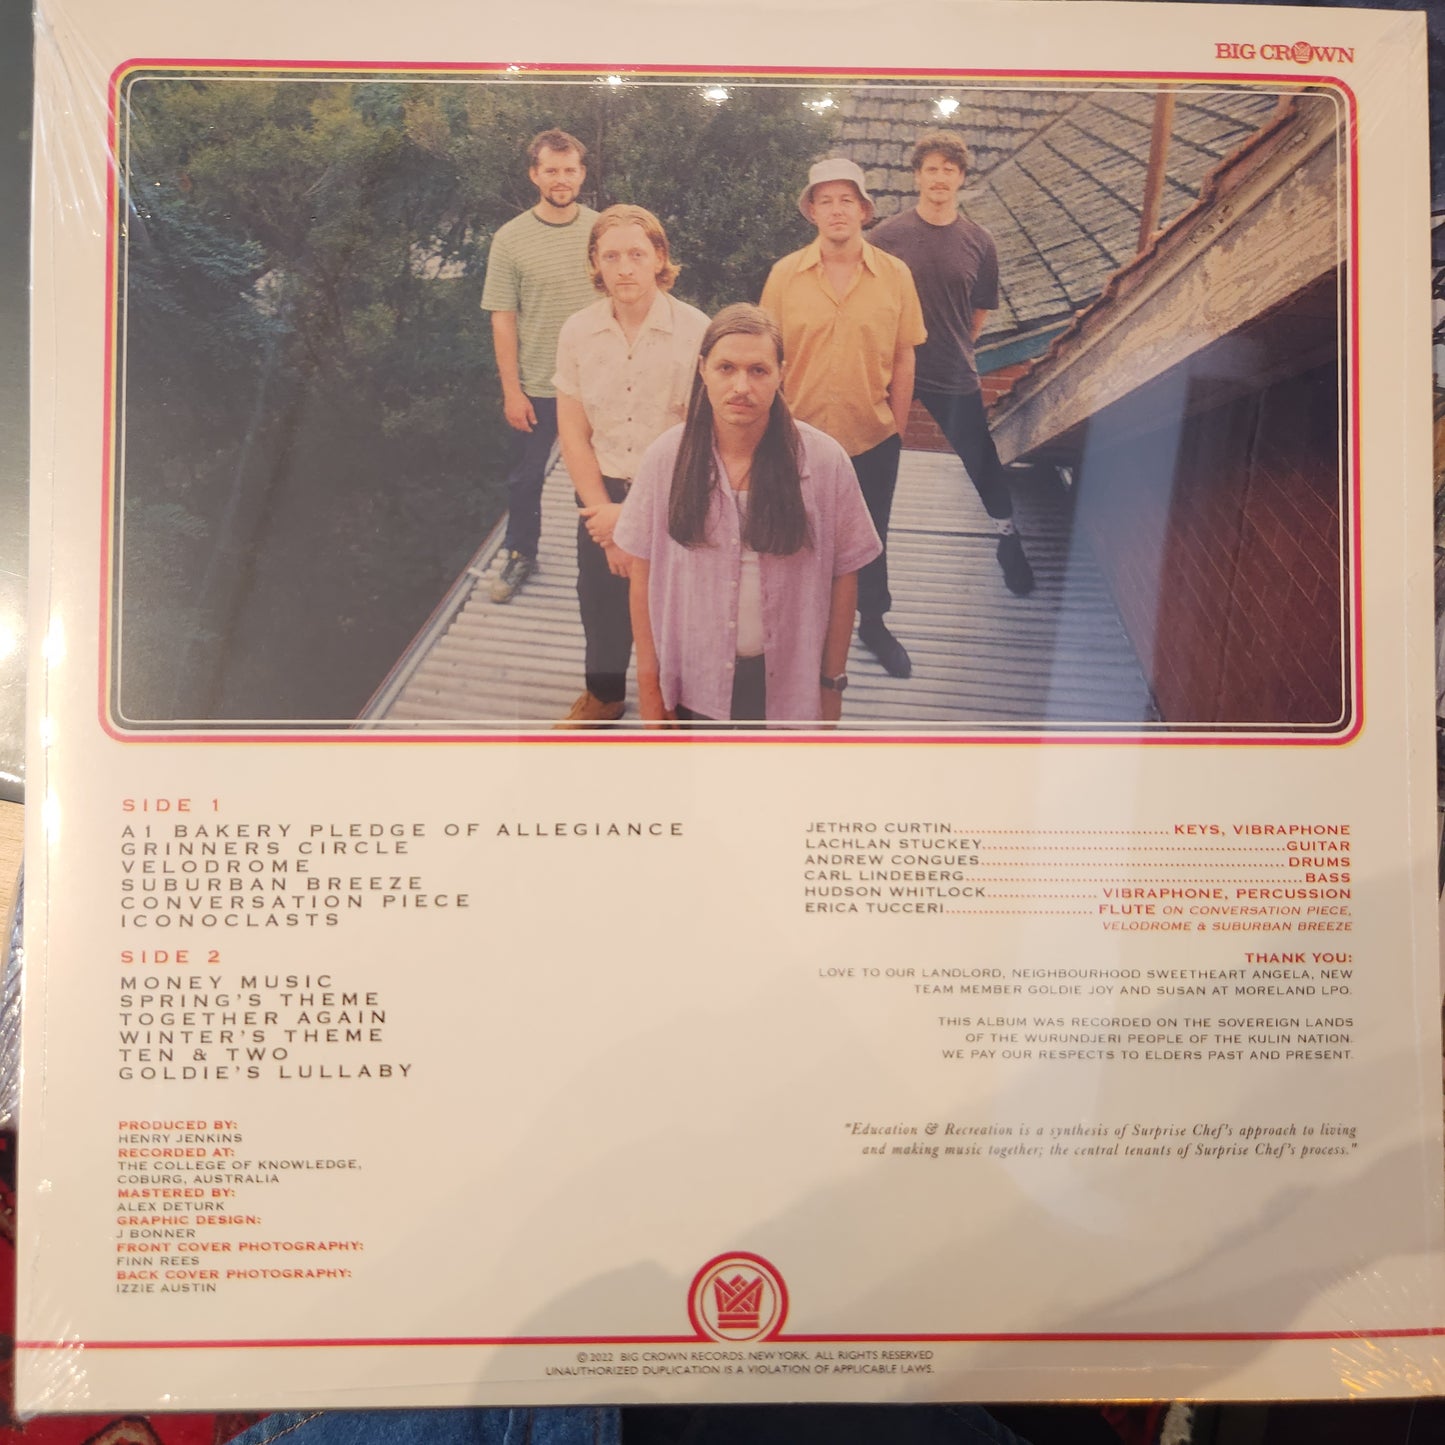 BIG CROWN
SIDE 1
A1 BAKERY PLEDGE OF ALLEGIANCE
GRINNERS CIRCLE
VELODROME
SUBURBAN BREEZE
CONVERSATION PIECE
ICONOCLASTS
SIDE 2
MONEY MUSIC
SPRING'S THEME
TOGETHER AGAIN
WINTER'S THEME
TEN & TWO
GOLDIE'S LULLABY
PRODUCED BY:
HENRY JENKINS
RECORDED AT:
THE COLLEGE OF KNOWLEDGE,
COBURG, AUSTRALIA
MASTERED BY:
ALEX DETURK
GRAPHIC DESIGN:
J BONNER
FRONT COVER PHOTOGRAPHY:
FINN REES
BACK COVER PHOTOGRAPHY:
IZZIE AUSTIN
JETHRO CURTIN.................................... KEYS, VIBRAPHONE
LACHLAN STUCKEY..................................................GUITAR
ANDREW CONGUES...................................................DRUMS
CARL LINDEBERG........................................................BASS
HUDSON WHITLOCK................... VIBRAPHONE, PERCUSSION
ERICA TUCCERI......................... FLUTE ON CONVERSATION PIECE,
VELODROME & SUBURBAN BREEZE
THANK YOU:
LOVE TO OUR LANDLORD, NEIGHBOURHOOD SWEETHEART ANGELA, NEW
TEAM MEMBER GOLDIE JOY AND SUSAN AT MORELAND LPO.
THIS ALBUM WAS RECORDED ON THE SOVEREIGN LANDS
OF THE WURUNDJERI PEOPLE OF THE KULIN NATION.
WE PAY OUR RESPECTS TO ELDERS PAST AND PRESENT.
"Education & Recreation is a synthesis of Surprise Chef's approach to living
and making music together; the central tenants of Surprise Chef's process."
©2022 BIG CROWN RECORDS. NEW YORK. ALL RIGHTS RESERVED
UNAUTHORIZED DUPLICATION IS A VIOLATION OF APPLICABLE LAWS.